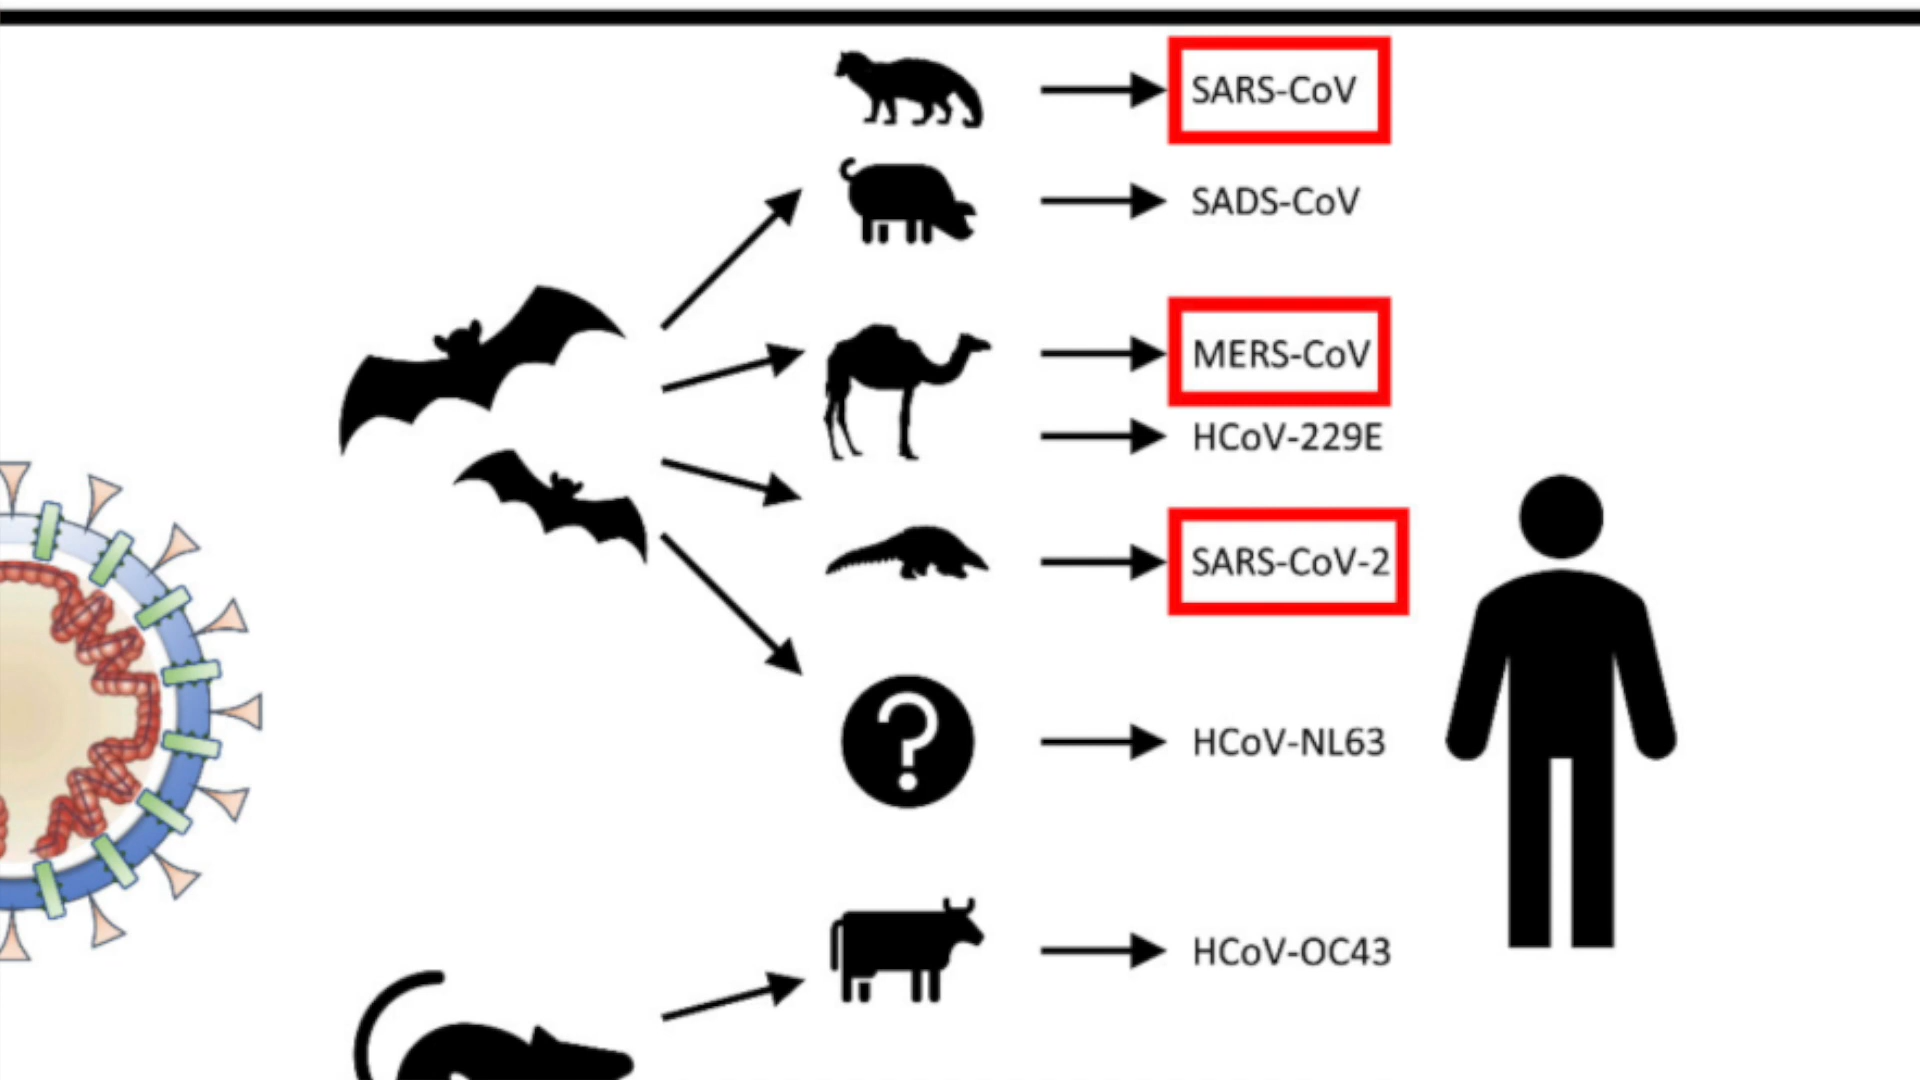 SARS-CoV
SADS-CoV
MERS-CoV
HCoV-229E
SARS-CoV-2
?
HCoV-NL63
HCoV-OC43